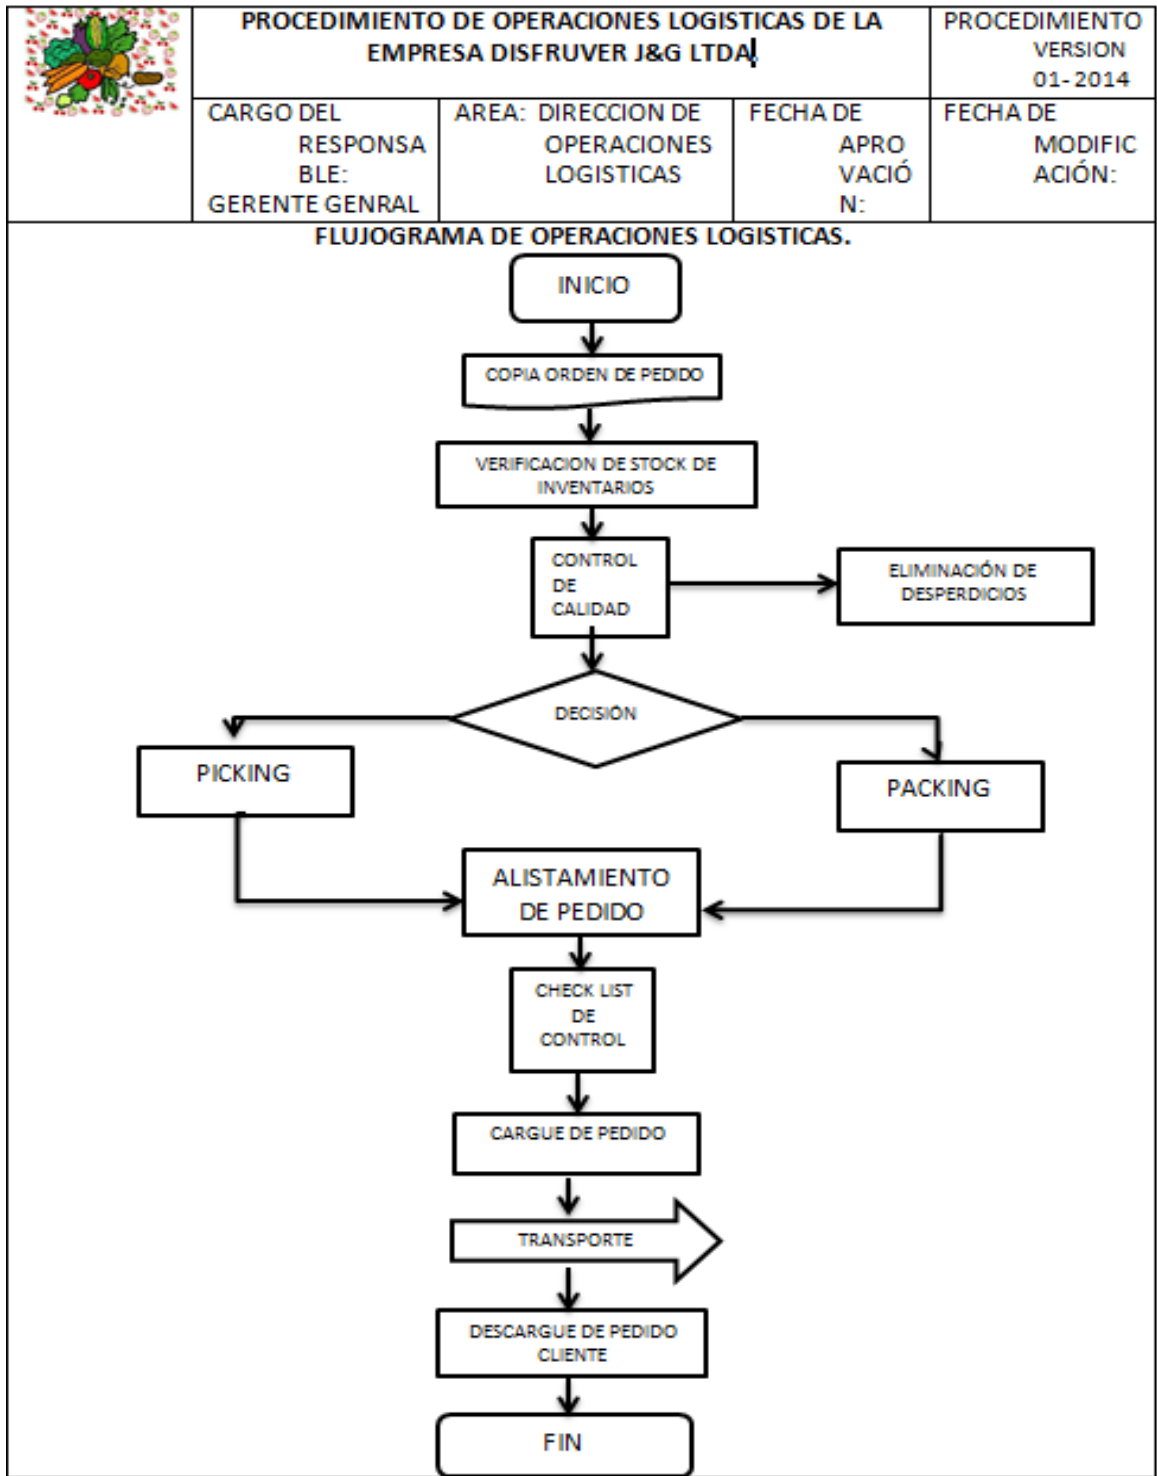 PROCEDIMIENTO DE OPERACIONES LOGISTICAS DE LA
EMPRESA DISFRUVER J&G LTDA.
PROCEDIMIENTO
VERSION
01- 2014
CARGO DEL
RESPONSA
BLE:
GERENTE GENRAL
AREA: DIRECCION DE
OPERACIONES
LOGISTICAS
FECHA DE
APRO
VACIÓ
N:
FECHA DE
MODIFIC
ACIÓN:
FLUJOGRAMA DE OPERACIONES LOGISTICAS.
INICIO
COPIA ORDEN DE PEDIDO
VERIFICACION DE STOCK DE
INVENTARIOS
CONTROL
DE
CALIDAD
ELIMINACIÓN DE
DESPERDICIOS
DECISIÓN
PICKING
PACKING
ALISTAMIENTO
DE PEDIDO
CHECK LIST
DE
CONTROL
CARGUE DE PEDIDO
TRANSPORTE
DESCARGUE DE PEDIDO
CLIENTE
FIN